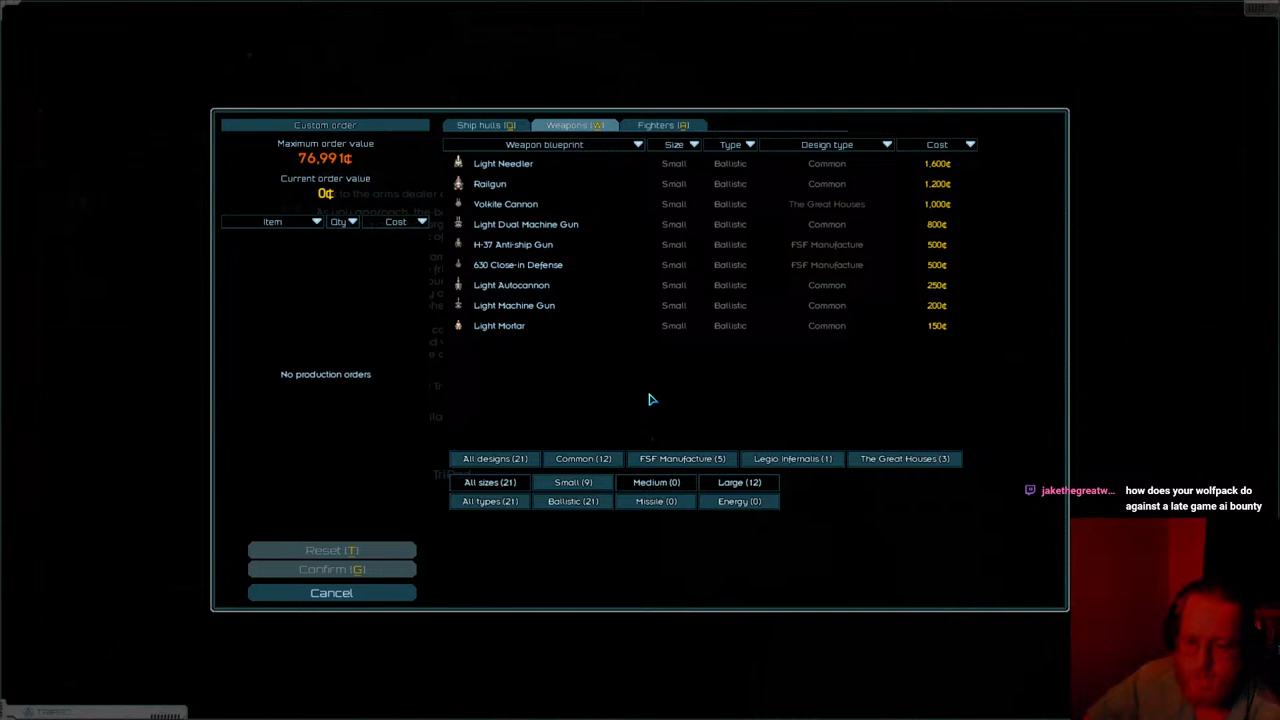 Custom order
Maximum order value
76,991¢
Current order value
0¢
Item Qty Cost
No production orders
Reset [T]
Confirm [G]
Cancel
Ship hulls [Q] Weapons [W] Fighters [A]
Weapon blueprint Size Type Design type Cost
Light Needler Small Ballistic Common 1,600¢
Railgun Small Ballistic Common 1,200¢
Volkite Cannon Small Ballistic The Great Houses 1,000¢
Light Dual Machine Gun Small Ballistic Common 800¢
H-37 Anti-ship Gun Small Ballistic FSF Manufacture 500¢
630 Close-in Defense Small Ballistic FSF Manufacture 500¢
Light Autocannon Small Ballistic Common 250¢
Light Machine Gun Small Ballistic Common 200¢
Light Mortar Small Ballistic Common 150¢
All designs (21) Common (12) FSF Manufacture (5) Legio Infernalis (1) The Great Houses (3)
All sizes (21) Small (9) Medium (0) Large (12)
All types (21) Ballistic (21) Missile (0) Energy (0)
jakethegreatw... how does your wolfpack do
against a late game ai bounty